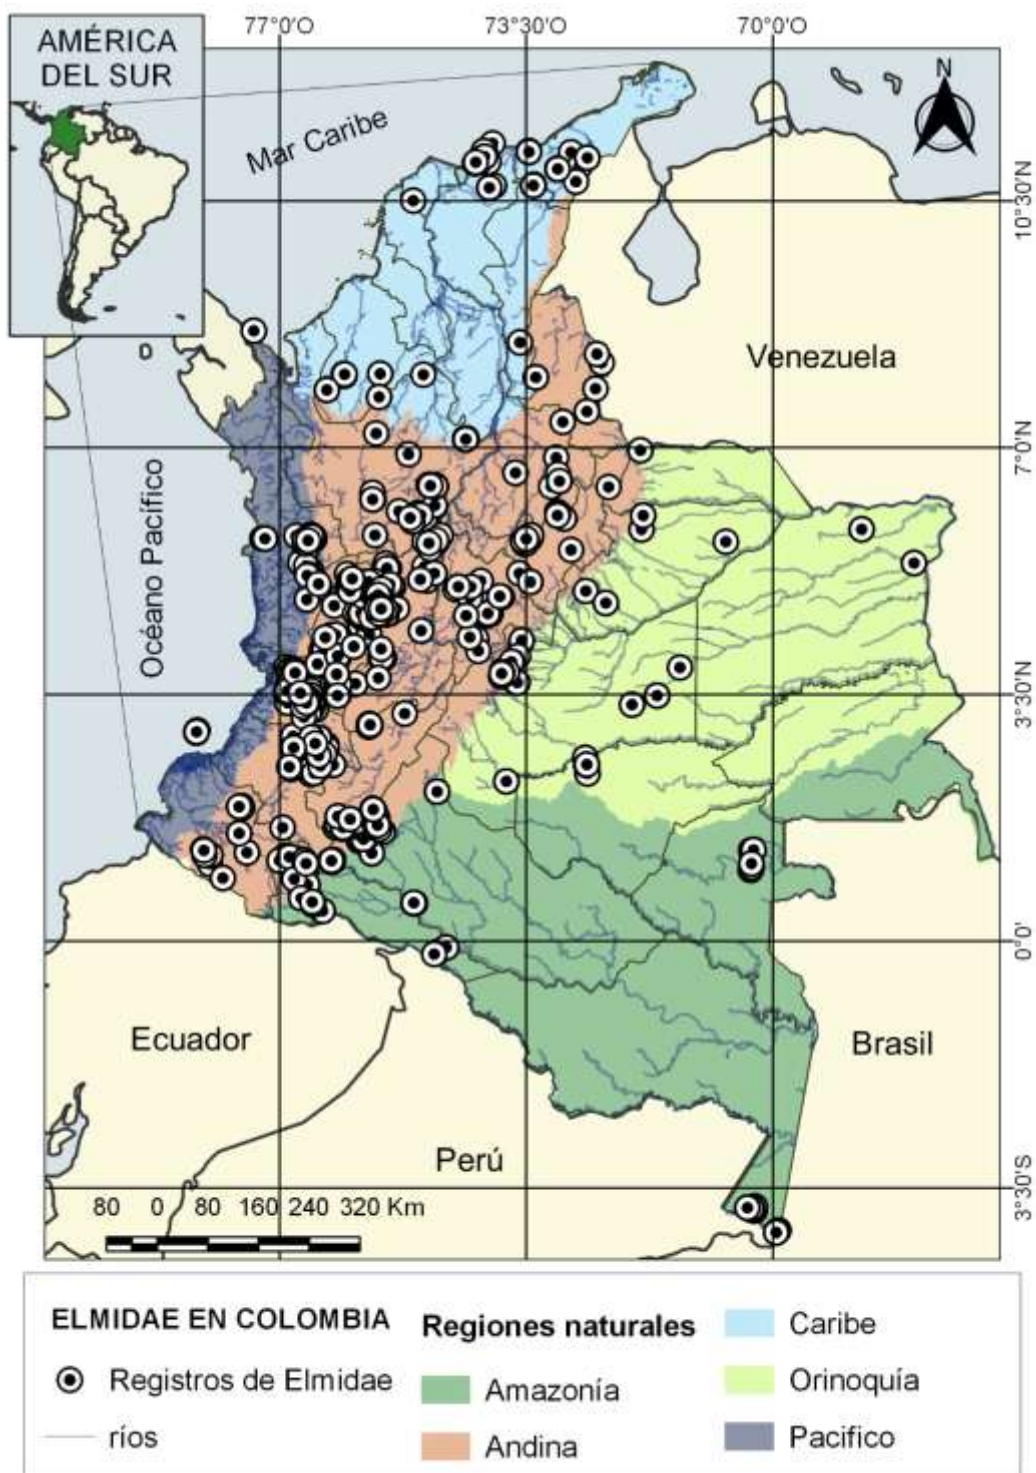 77°0'O 73°30'O 70°0'O
AMÉRICA
DEL SUR
N
Mar Caribe
10°30'N
Venezuela
7°0'N
Océano Pacífico
3°30'N
0°0'
Ecuador
Brasil
Perú
3°30'S
80 0 80 160 240 320 Km
ELMIDAE EN COLOMBIA
Registros de Elmidae
ríos
Regiones naturales
Amazonía
Andina
Caribe
Orinoquía
Pacifico